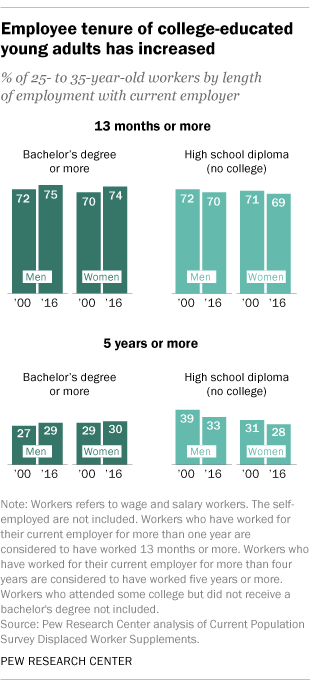 Employee tenure of college-educated
young adults has increased
% of 25- to 35-year-old workers by length
of employment with current employer
13 months or more
Bachelor's degree
or more
High school diploma
(no college)
72 75 70 74 72 70 71 69
Men Women Men Women
'00 '16 '00 '16 '00 '16 '00 '16
5 years or more
Bachelor's degree
or more
High school diploma
(no college)
27 29 29 30 39 33 31 28
Men Women Men Women
'00 '16 '00 '16 '00 '16 '00 '16
Note: Workers refers to wage and salary workers. The self-
employed are not included. Workers who have worked for
their current employer for more than one year are
considered to have worked 13 months or more. Workers who
have worked for their current employer for more than four
years are considered to have worked five years or more.
Workers who attended some college but did not receive a
bachelor's degree not included.
Source: Pew Research Center analysis of Current Population
Survey Displaced Worker Supplements.
PEW RESEARCH CENTER